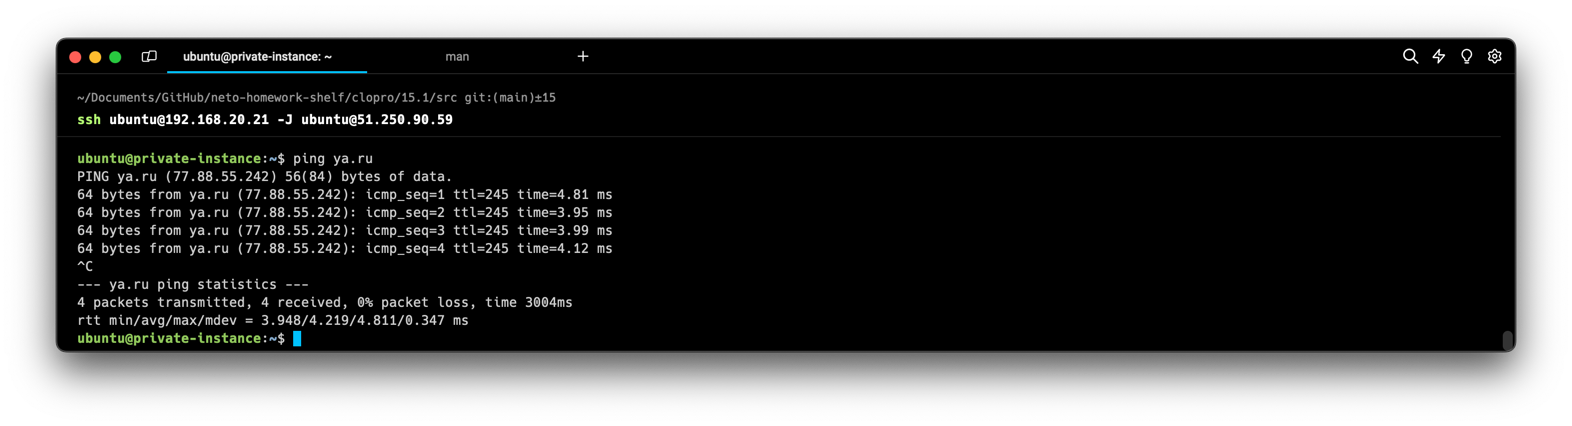 ubuntu@private-instance: ~
man
+
~/Documents/GitHub/neto-homework-shelf/clopro/15.1/src git:(main)±15
ssh ubuntu@192.168.20.21 -J ubuntu@51.250.90.59
ubuntu@private-instance:~$ ping ya.ru
PING ya.ru (77.88.55.242) 56(84) bytes of data.
64 bytes from ya.ru (77.88.55.242): icmp_seq=1 ttl=245 time=4.81 ms
64 bytes from ya.ru (77.88.55.242): icmp_seq=2 ttl=245 time=3.95 ms
64 bytes from ya.ru (77.88.55.242): icmp_seq=3 ttl=245 time=3.99 ms
64 bytes from ya.ru (77.88.55.242): icmp_seq=4 ttl=245 time=4.12 ms
^C
--- ya.ru ping statistics ---
4 packets transmitted, 4 received, 0% packet loss, time 3004ms
rtt min/avg/max/mdev = 3.948/4.219/4.811/0.347 ms
ubuntu@private-instance:~$